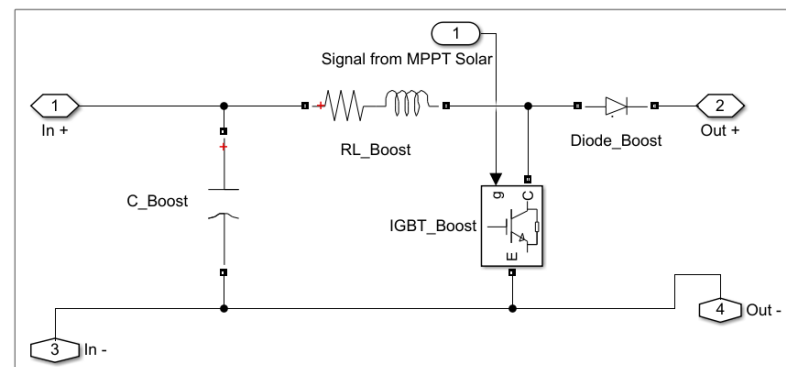 1
Signal from MPPT Solar
1
In +
RL_Boost
Diode_Boost
2
Out +
C_Boost
g
C
IGBT_Boost
E
3
In -
4
Out -